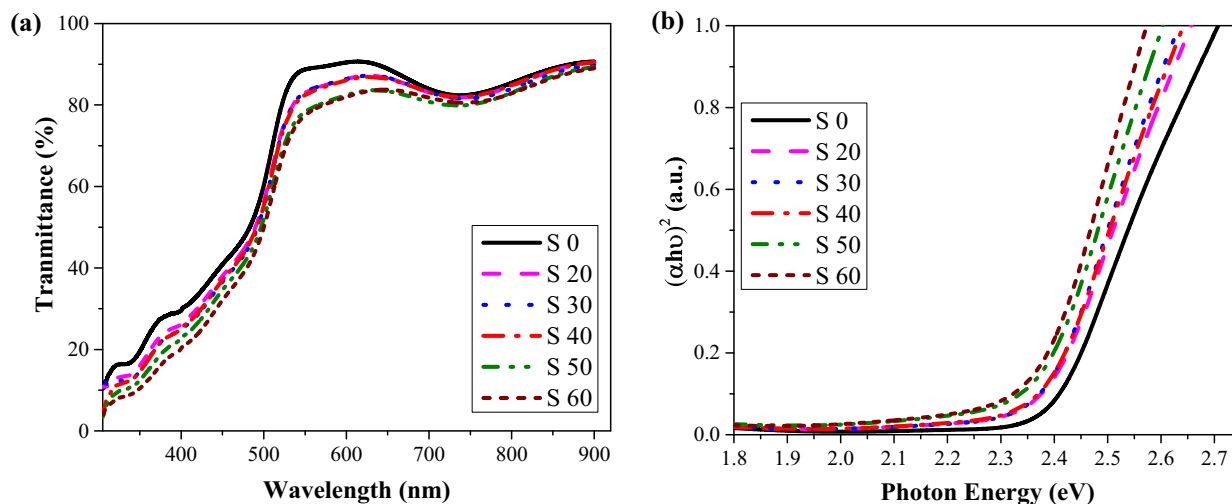 (a)
100
80
60
40
20
0
Tranmittance (%)
400 500 600 700 800 900
Wavelength (nm)
S 0
S 20
S 30
S 40
S 50
S 60
(b)
1.0
0.8
0.6
0.4
0.2
0.0
(αhυ)² (a.u.)
1.8 1.9 2.0 2.1 2.2 2.3 2.4 2.5 2.6 2.7
Photon Energy (eV)
S 0
S 20
S 30
S 40
S 50
S 60